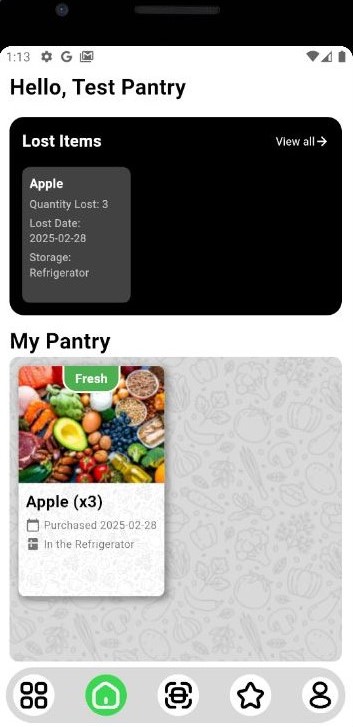 1:13
Hello, Test Pantry
Lost Items
View all
Apple
Quantity Lost: 3
Lost Date:
2025-02-28
Storage:
Refrigerator
My Pantry
Fresh
Apple (x3)
Purchased 2025-02-28
In the Refrigerator